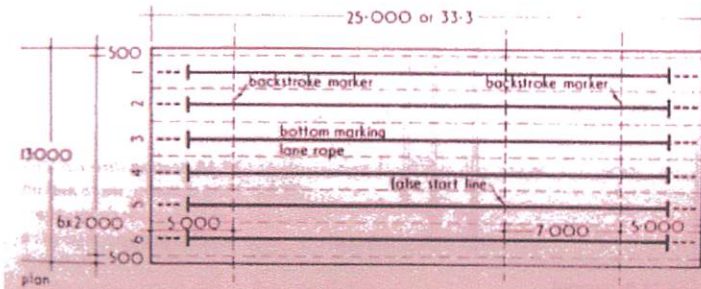 25·000 or 33·3
500
1
backstroke marker
backstroke marker
2
3
bottom marking
lane rope
13000
4
false start line
5
6x2 000
5 000
7 000
5 000
6
500
plan